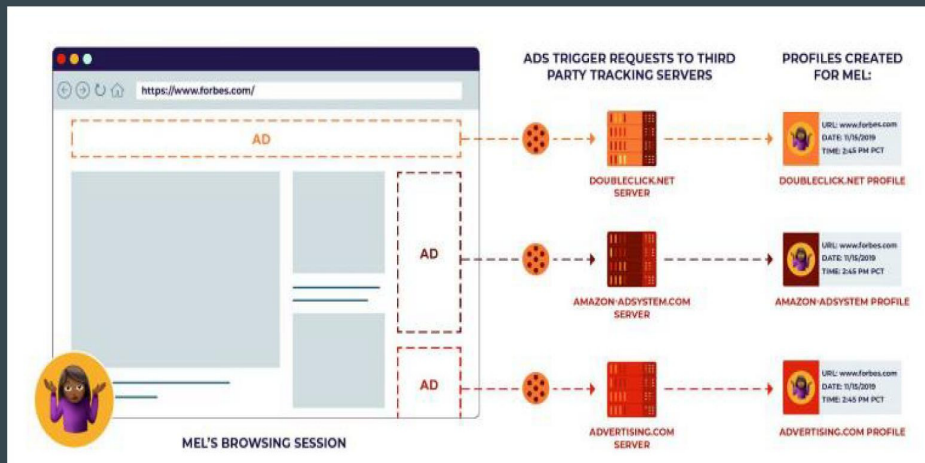 ADS TRIGGER REQUESTS TO THIRD
PARTY TRACKING SERVERS
PROFILES CREATED
FOR MEL:
https://www.forbes.com/
AD
AD
AD
DOUBLECLICK.NET
SERVER
URL: www.forbes.com
DATE: 11/15/2019
TIME: 2:45 PM PCT
DOUBLECLICK.NET PROFILE
AMAZON-ADSYSTEM.COM
SERVER
URL: www.forbes.com
DATE: 11/15/2019
TIME: 2:45 PM PCT
AMAZON-ADSYSTEM PROFILE
ADVERTISING.COM
SERVER
URL: www.forbes.com
DATE: 11/15/2019
TIME: 2:45 PM PCT
ADVERTISING.COM PROFILE
MEL'S BROWSING SESSION